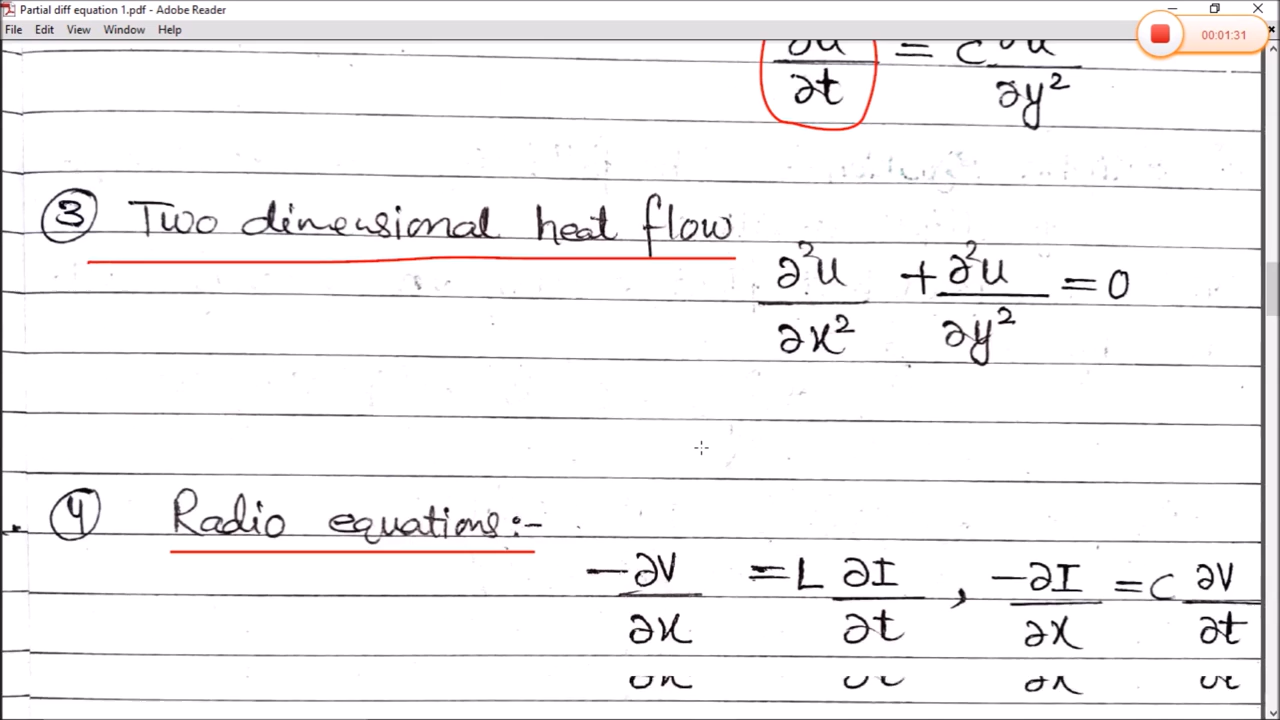 Partial diff equation 1.pdf - Adobe Reader
File Edit View Window Help
00:01:31
∂t = c
∂y²
③ Two dimensional heat flow
∂²u/∂x² + ∂²u/∂y² = 0
④ Radio equations:-
-∂V/∂x = L ∂I/∂t , -∂I/∂x = C ∂V/∂t